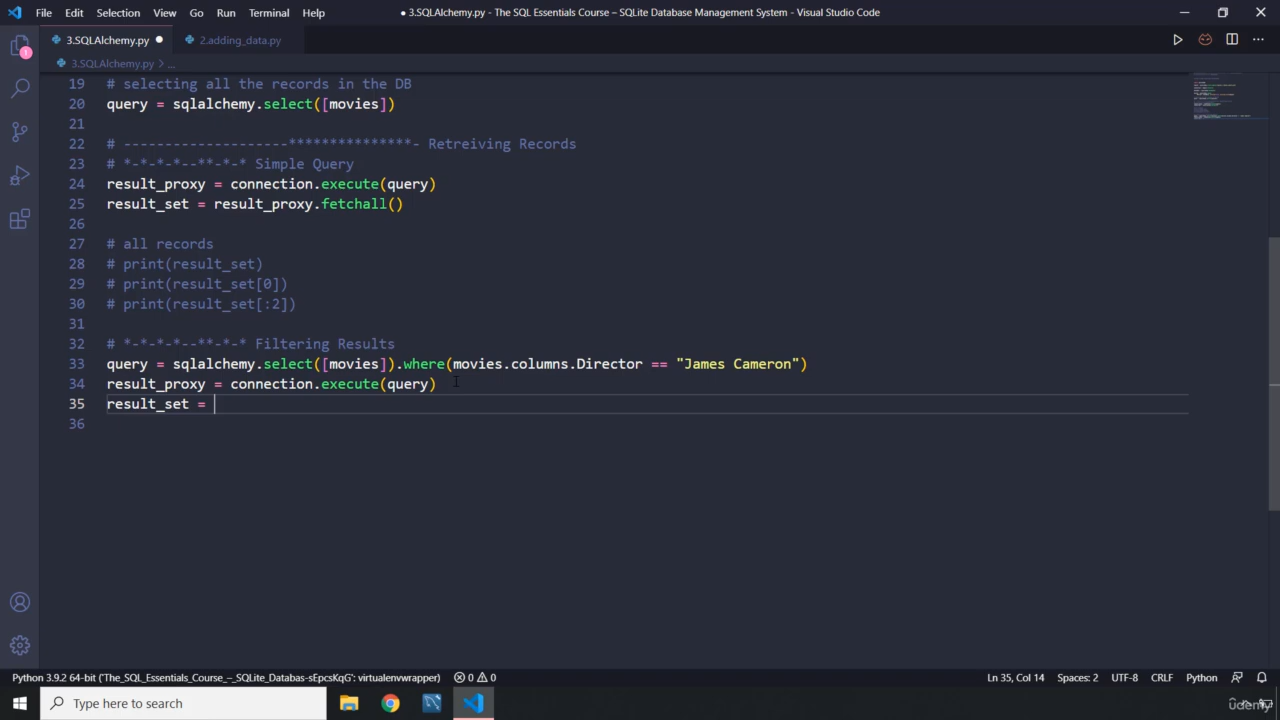 File Edit Selection View Go Run Terminal Help
● 3.SQLAlchemy.py - The SQL Essentials Course – SQLite Database Management System - Visual Studio Code
3.SQLAlchemy.py ●
2.adding_data.py
3.SQLAlchemy.py > ...
19 # selecting all the records in the DB
20 query = sqlalchemy.select([movies])
21
22 # --------------------***************- Retreiving Records
23 # *-*-*-*--**-*-* Simple Query
24 result_proxy = connection.execute(query)
25 result_set = result_proxy.fetchall()
26
27 # all records
28 # print(result_set)
29 # print(result_set[0])
30 # print(result_set[:2])
31
32 # *-*-*-*--**-*-* Filtering Results
33 query = sqlalchemy.select([movies]).where(movies.columns.Director == "James Cameron")
34 result_proxy = connection.execute(query)
35 result_set =
36
1
Python 3.9.2 64-bit ('The_SQL_Essentials_Course_–_SQLite_Databas-sEpcsKqG': virtualenvwrapper) 0 0
Ln 35, Col 14 Spaces: 2 UTF-8 CRLF Python
Type here to search
udemy